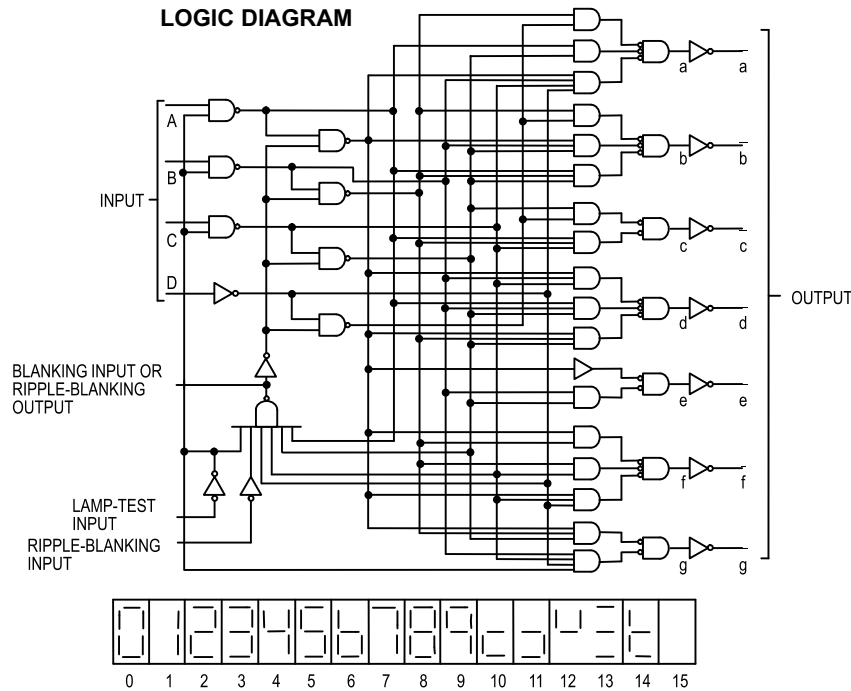 LOGIC DIAGRAM
A
B
INPUT
C
D
BLANKING INPUT OR
RIPPLE-BLANKING
OUTPUT
LAMP-TEST
INPUT
RIPPLE-BLANKING
INPUT
a a
b b
c c
d d
OUTPUT
e e
f f
g g
0 1 2 3 4 5 6 7 8 9 10 11 12 13 14 15